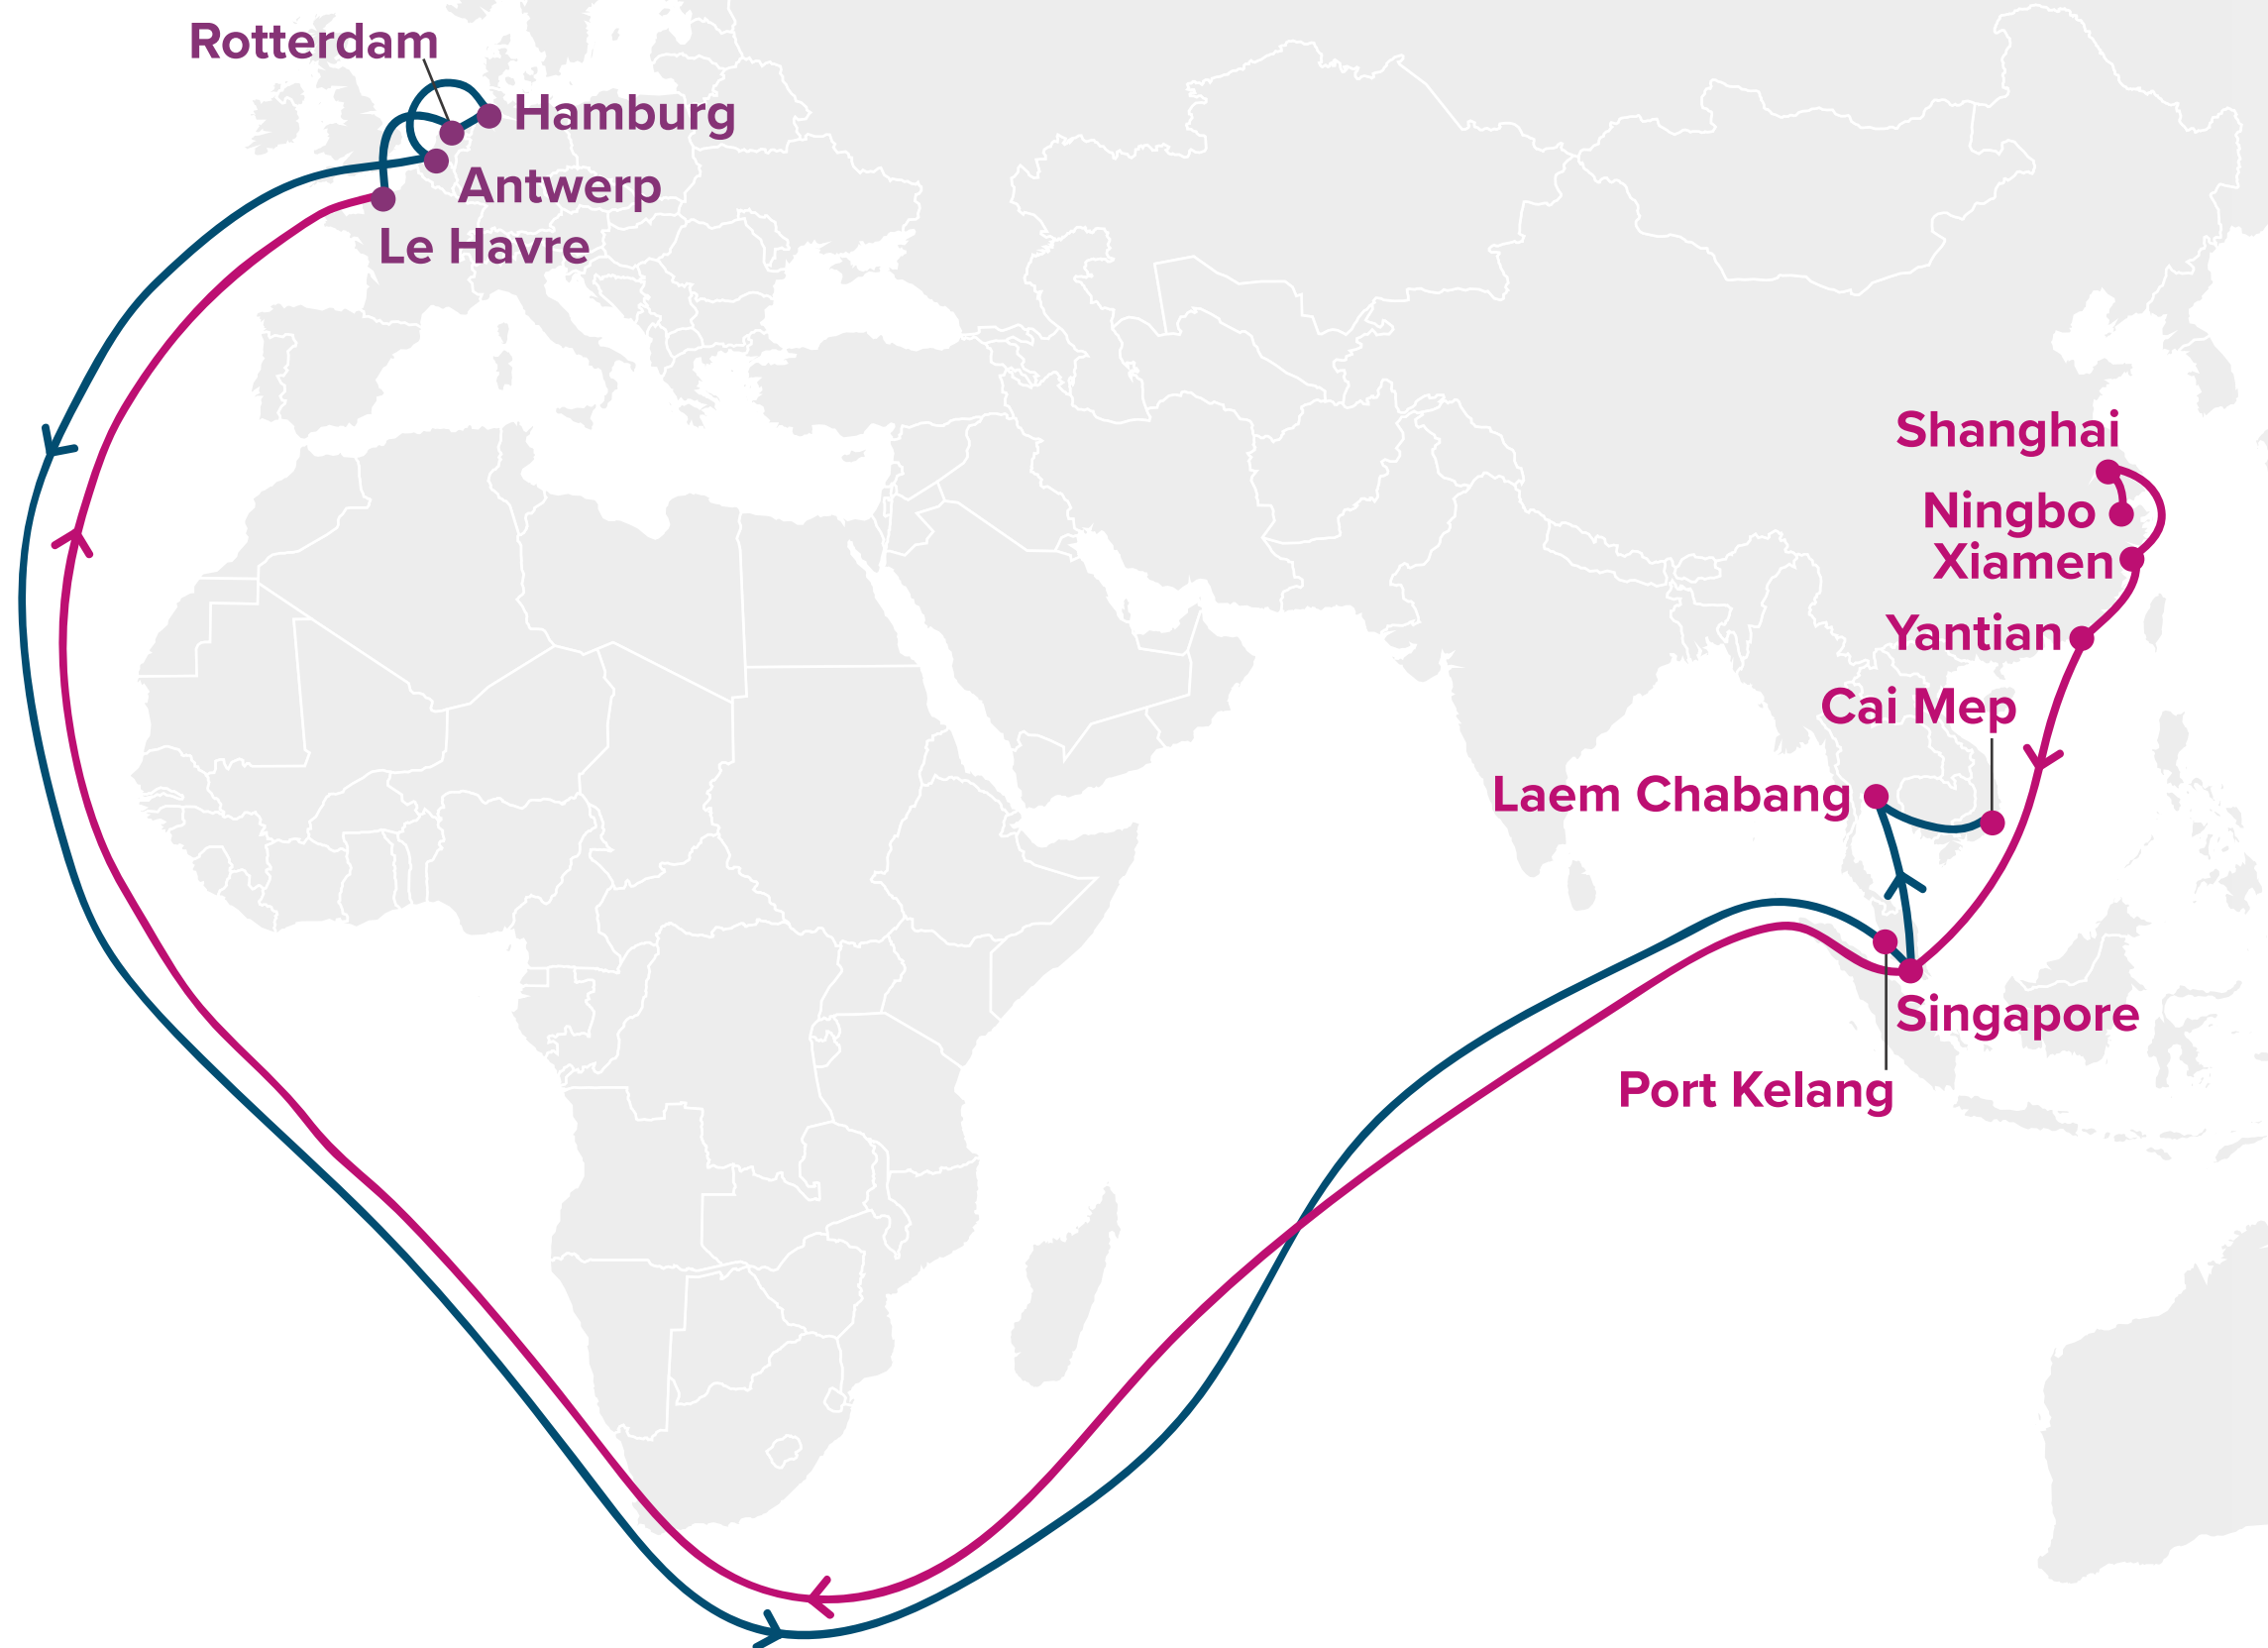 Rotterdam
Hamburg
Antwerp
Le Havre
Shanghai
Ningbo
Xiamen
Yantian
Cai Mep
Laem Chabang
Singapore
Port Kelang